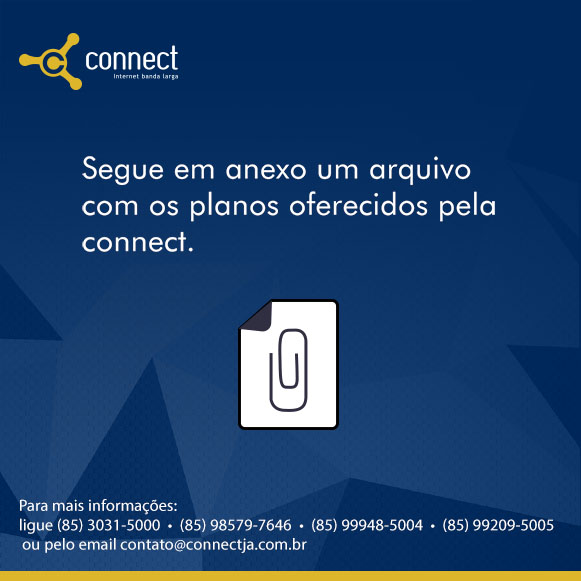 connect
Internet banda larga
Segue em anexo um arquivo
com os planos oferecidos pela
connect.
Para mais informações:
ligue (85) 3031-5000 • (85) 98579-7646 • (85) 99948-5004 • (85) 99209-5005
ou pelo email contato@connectja.com.br